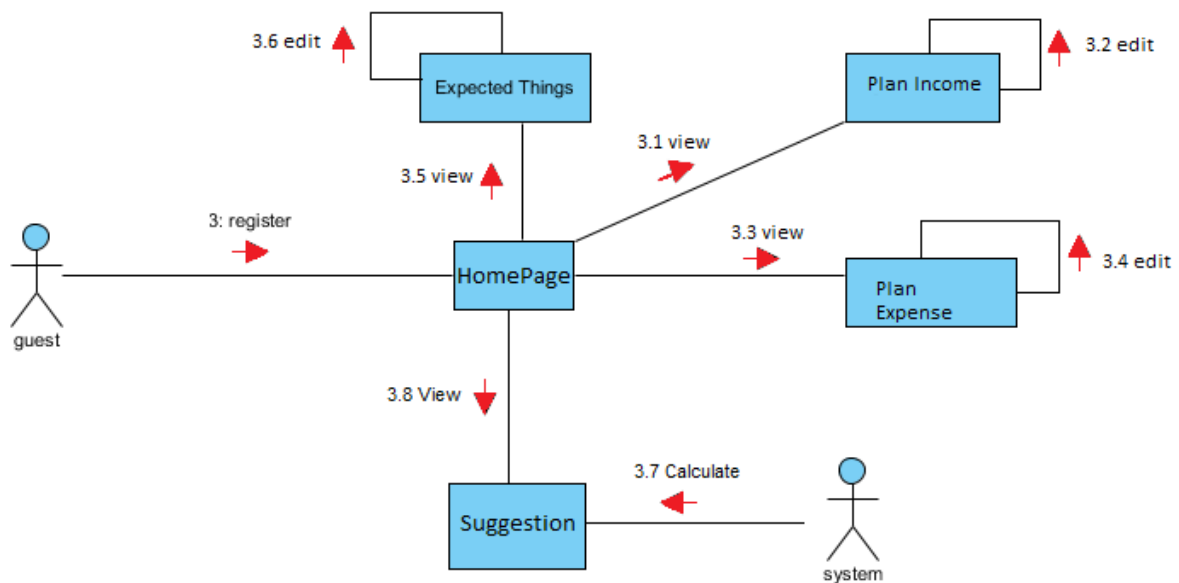 3.6 edit
Expected Things
Plan Income
3.2 edit
3.5 view
3.1 view
3: register
HomePage
3.3 view
Plan
Expense
3.4 edit
guest
3.8 View
3.7 Calculate
Suggestion
system